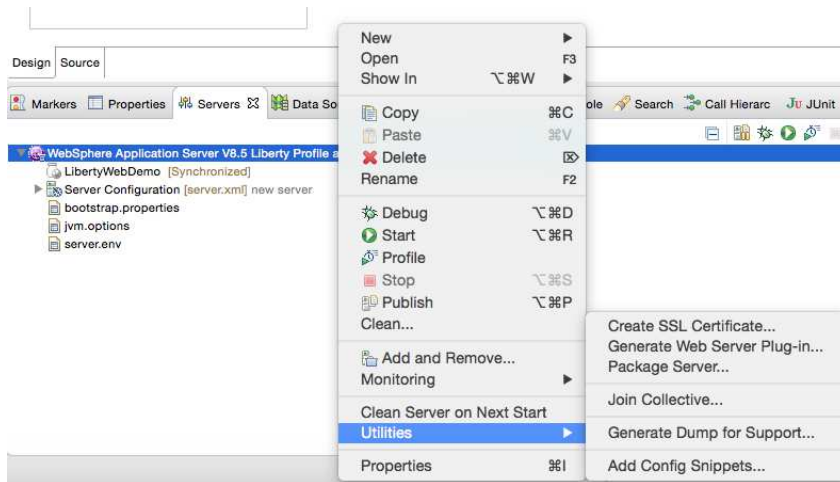 Design Source
Markers Properties Servers Data So
WebSphere Application Server V8.5 Liberty Profile a
LibertyWebDemo [Synchronized]
Server Configuration [server.xml] new server
bootstrap.properties
jvm.options
server.env
New
Open F3
Show In ⌥⌘W
Copy ⌘C
Paste ⌘V
Delete ⌦
Rename F2
Debug ⌥⌘D
Start ⌥⌘R
Profile
Stop ⌥⌘S
Publish ⌥⌘P
Clean...
Add and Remove...
Monitoring
Clean Server on Next Start
Utilities
Properties ⌘I
ole Search Call Hierarc Ju JUnit
Create SSL Certificate...
Generate Web Server Plug-in...
Package Server...
Join Collective...
Generate Dump for Support...
Add Config Snippets...